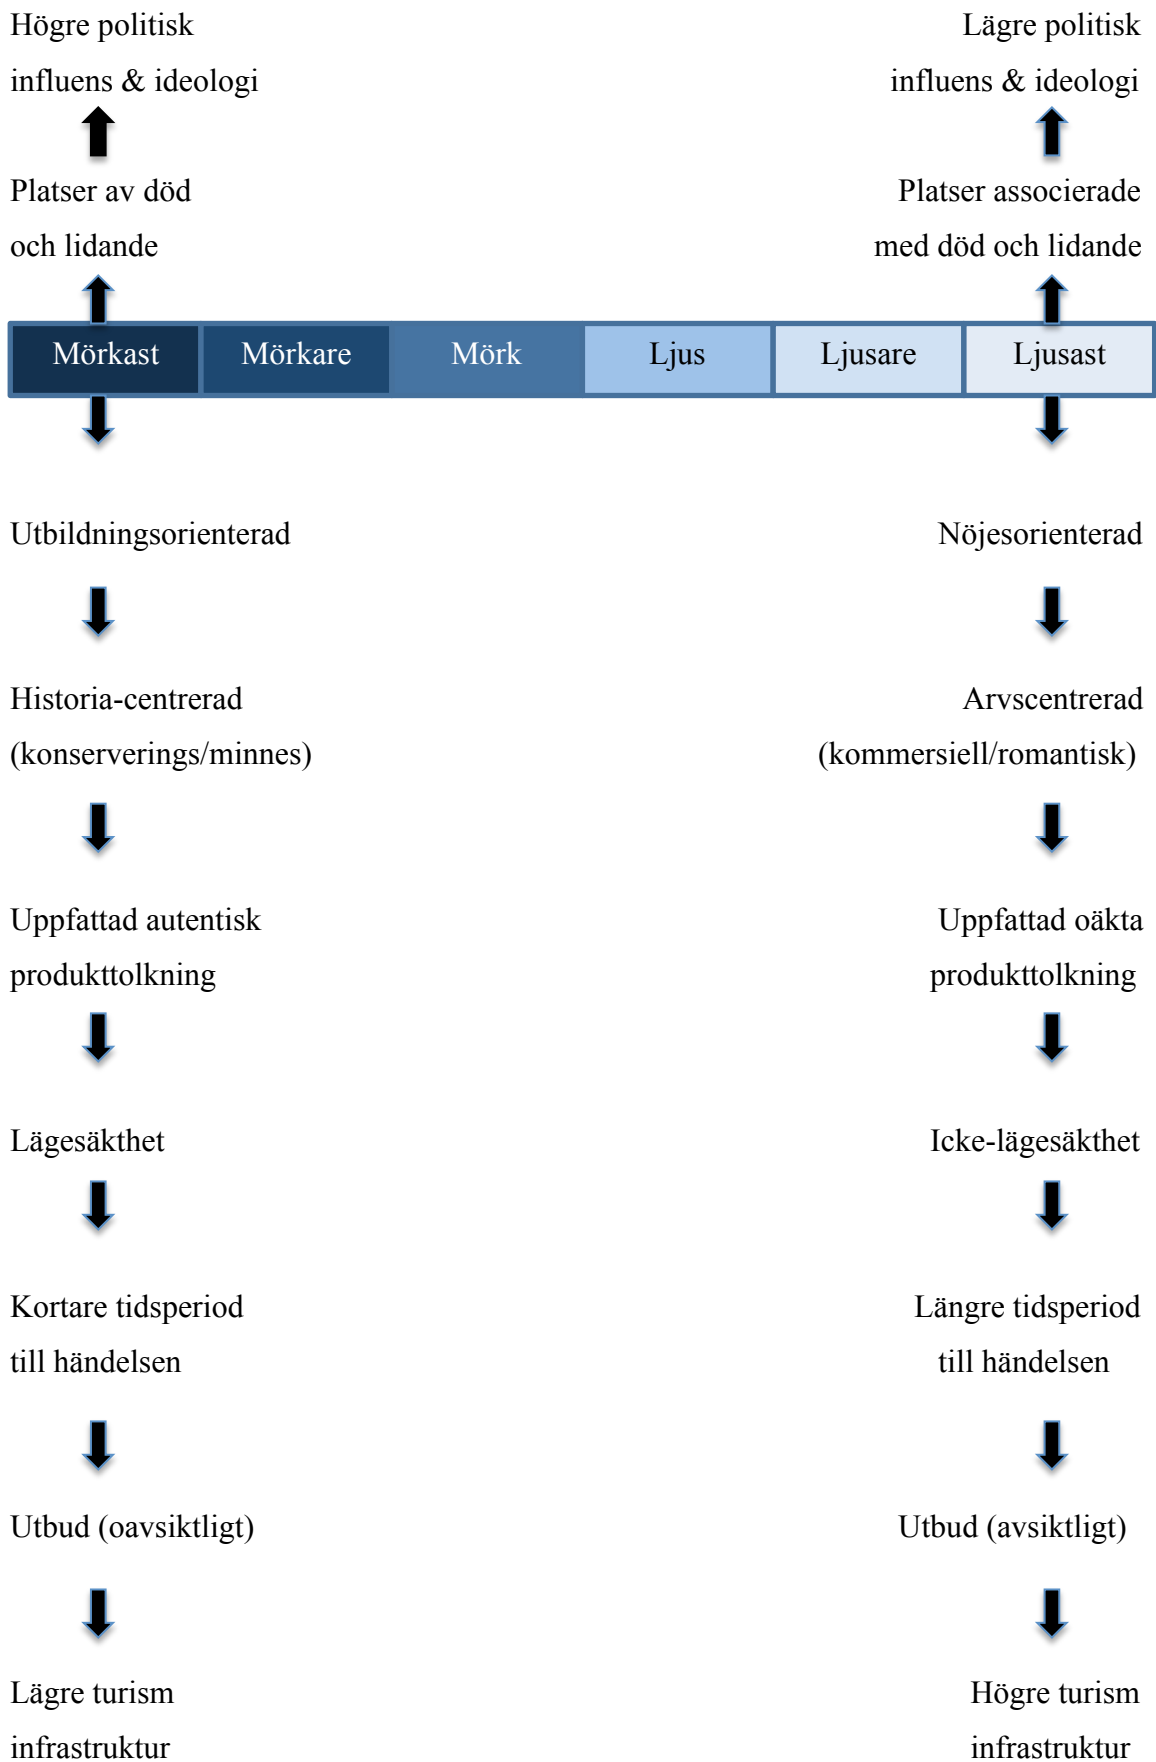 Högre politisk
influens & ideologi
Lägre politisk
influens & ideologi
Platser av död
och lidande
Platser associerade
med död och lidande
Mörkast Mörkare Mörk Ljus Ljusare Ljusast
Utbildningsorienterad
Nöjesorienterad
Historia-centrerad
(konserverings/minnes)
Arvscentrerad
(kommersiell/romantisk)
Uppfattad autentisk
produkttolkning
Uppfattad oäkta
produkttolkning
Lägesäkthet
Icke-lägesäkthet
Kortare tidsperiod
till händelsen
Längre tidsperiod
till händelsen
Utbud (oavsiktligt)
Utbud (avsiktligt)
Lägre turism
infrastruktur
Högre turism
infrastruktur